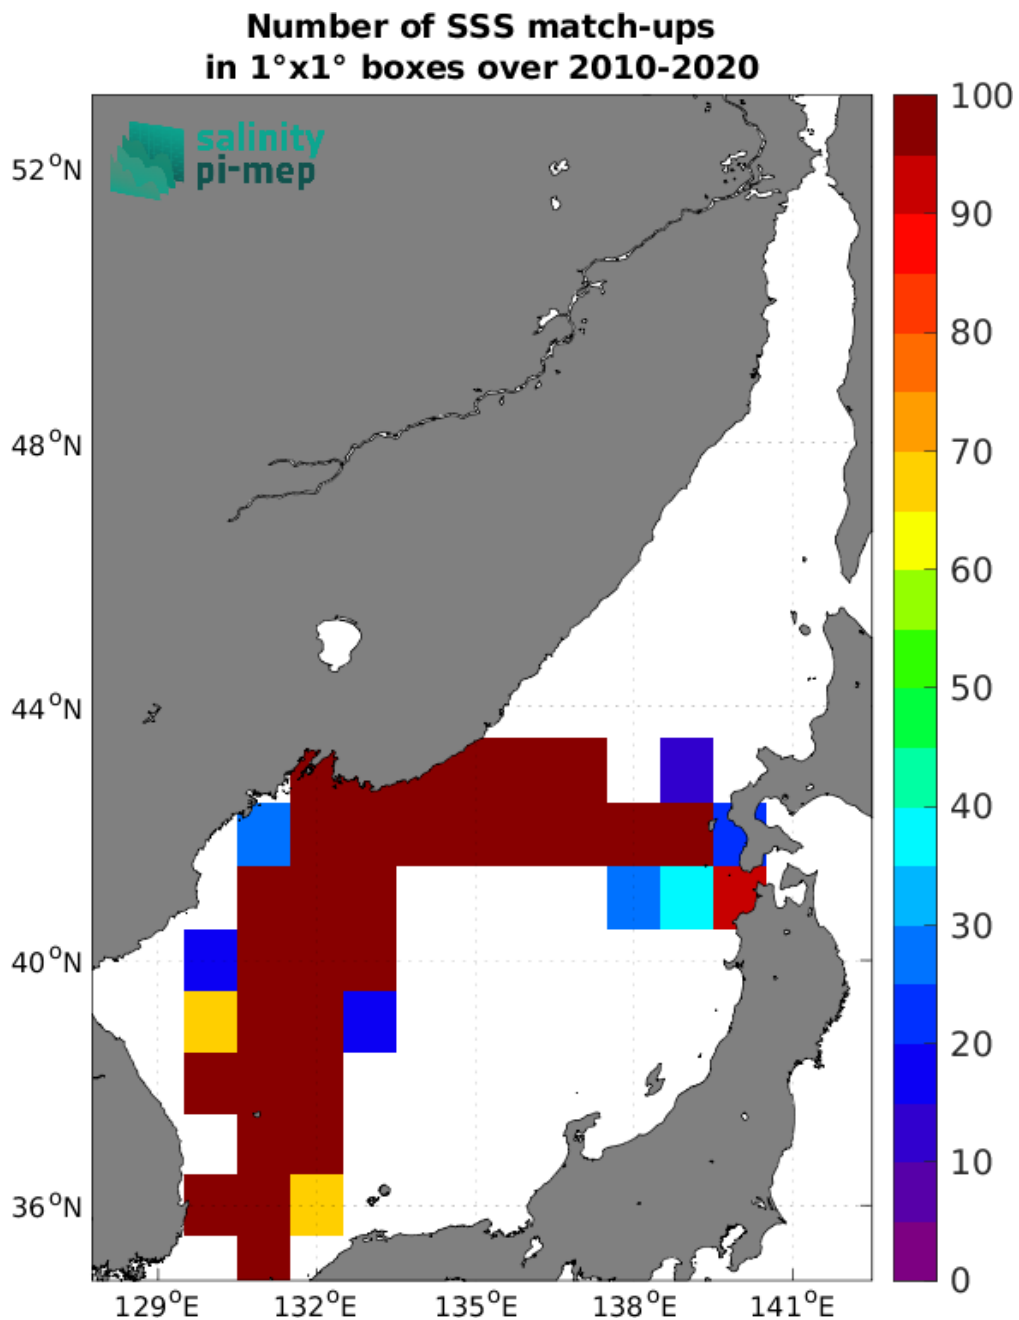 Number of SSS match-ups
in 1°x1° boxes over 2010-2020
salinity
pi-mep
52°N
48°N
44°N
40°N
36°N
129°E
132°E
135°E
138°E
141°E
100
90
80
70
60
50
40
30
20
10
0